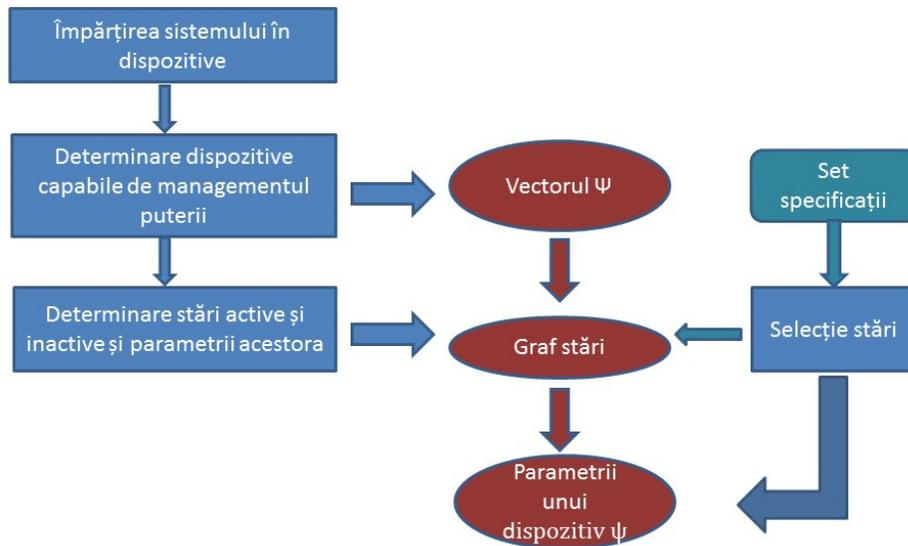 Împărțirea sistemului în
dispozitive
Determinare dispozitive
capabile de managementul
puterii
Vectorul Ψ
Set
specificații
Determinare stări active și
inactive și parametrii acestora
Graf stări
Selecție stări
Parametrii
unui
dispozitiv ψ